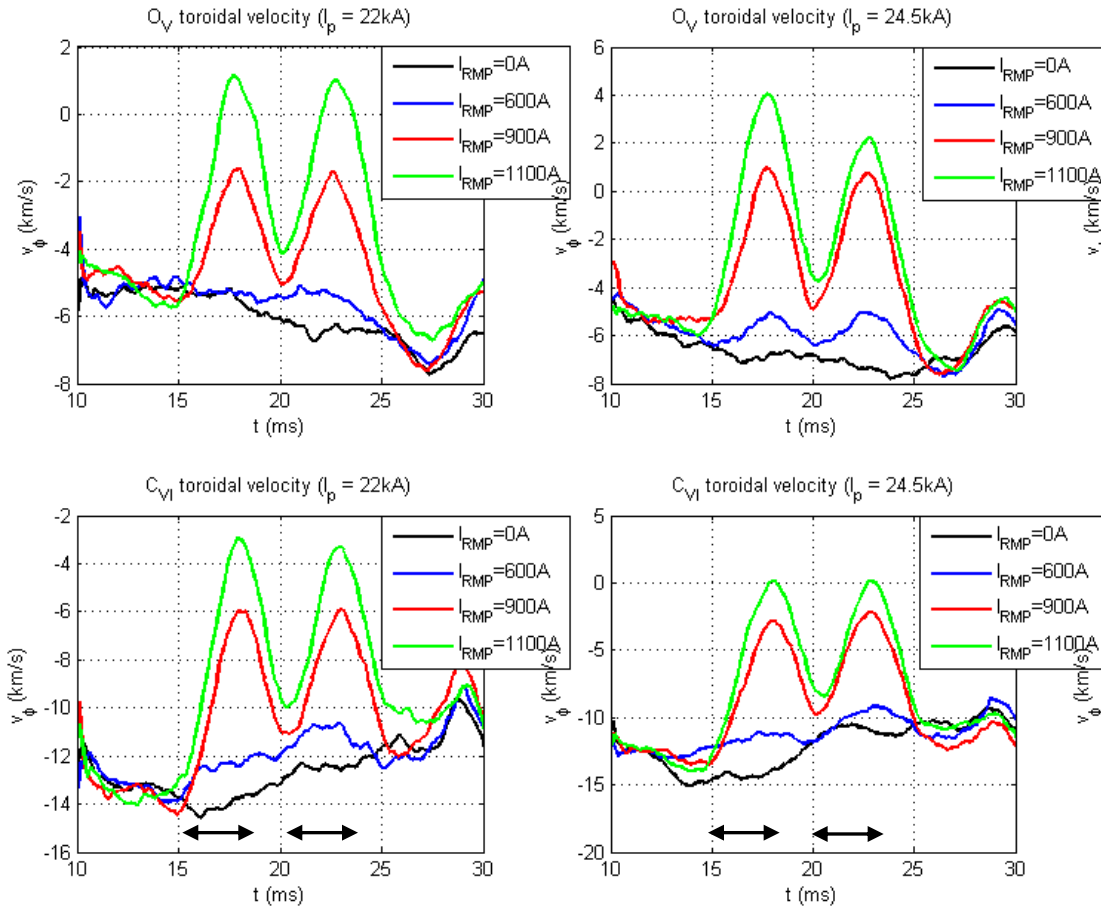 O_V toroidal velocity (I_p = 22kA)
2
0
-2
-4
-6
-8
v_ϕ (km/s)
10
15
20
25
30
t (ms)
I_RMP=0A
I_RMP=600A
I_RMP=900A
I_RMP=1100A
O_V toroidal velocity (I_p = 24.5kA)
6
4
2
0
-2
-4
-6
-8
v_ϕ (km/s)
10
15
20
25
30
t (ms)
I_RMP=0A
I_RMP=600A
I_RMP=900A
I_RMP=1100A
(km/s)
C_VI toroidal velocity (I_p = 22kA)
-2
-4
-6
-8
-10
-12
-14
-16
v_ϕ (km/s)
10
15
20
25
30
t (ms)
I_RMP=0A
I_RMP=600A
I_RMP=900A
I_RMP=1100A
C_VI toroidal velocity (I_p = 24.5kA)
5
0
-5
-10
-15
-20
v_ϕ (km/s)
10
15
20
25
30
t (ms)
I_RMP=0A
I_RMP=600A
I_RMP=900A
I_RMP=1100A
v_ϕ (km/s)